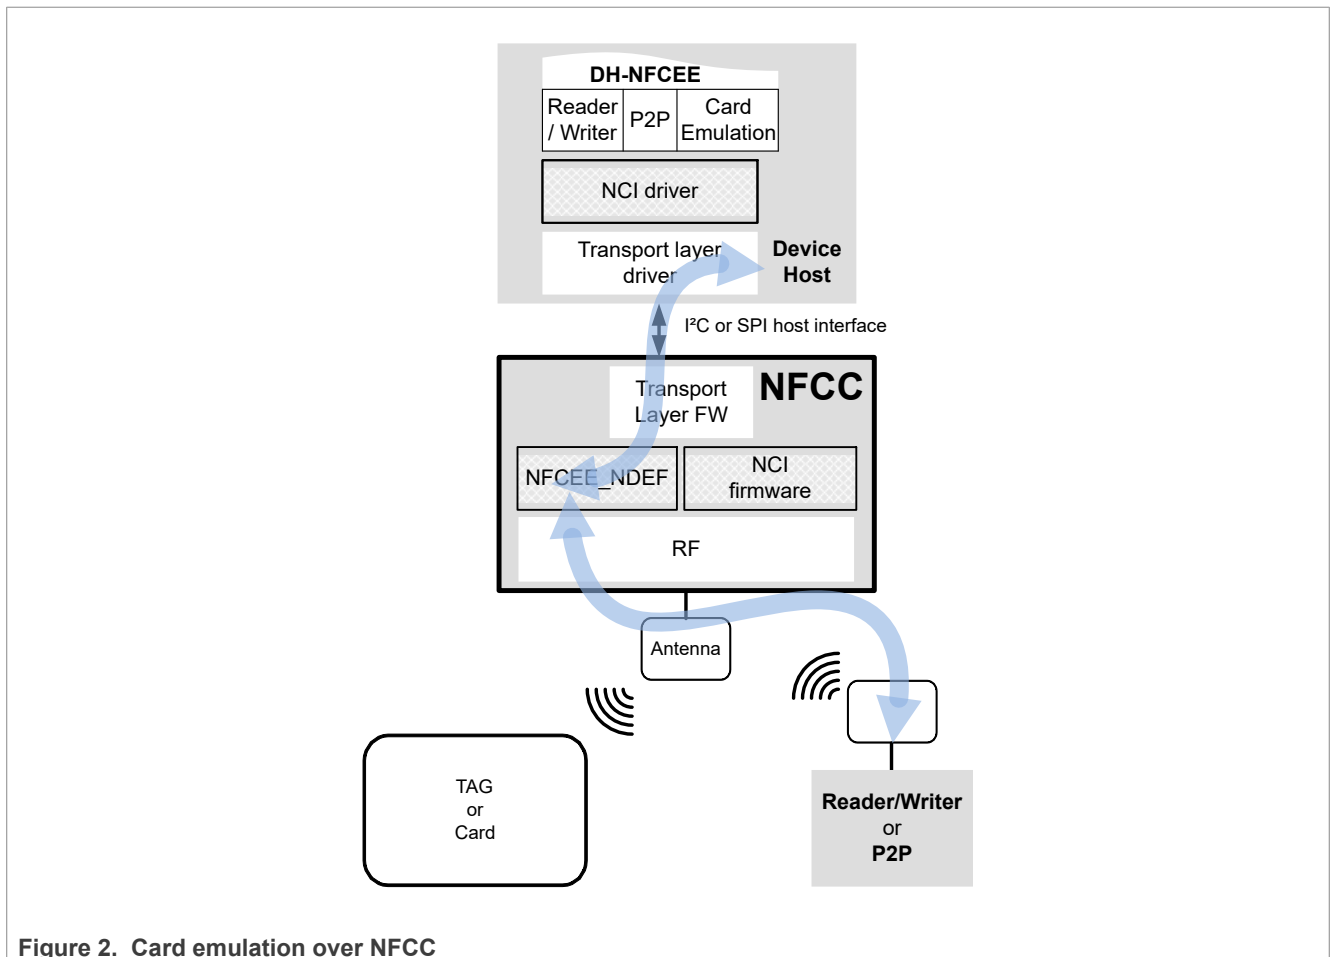 DH-NFCEE
Reader
/ Writer
P2P
Card
Emulation
NCI driver
Transport layer
driver
Device
Host
I²C or SPI host interface
NFCC
Transport
Layer FW
NFCEE_NDEF
NCI
firmware
RF
Antenna
TAG
or
Card
Reader/Writer
or
P2P
Figure 2. Card emulation over NFCC